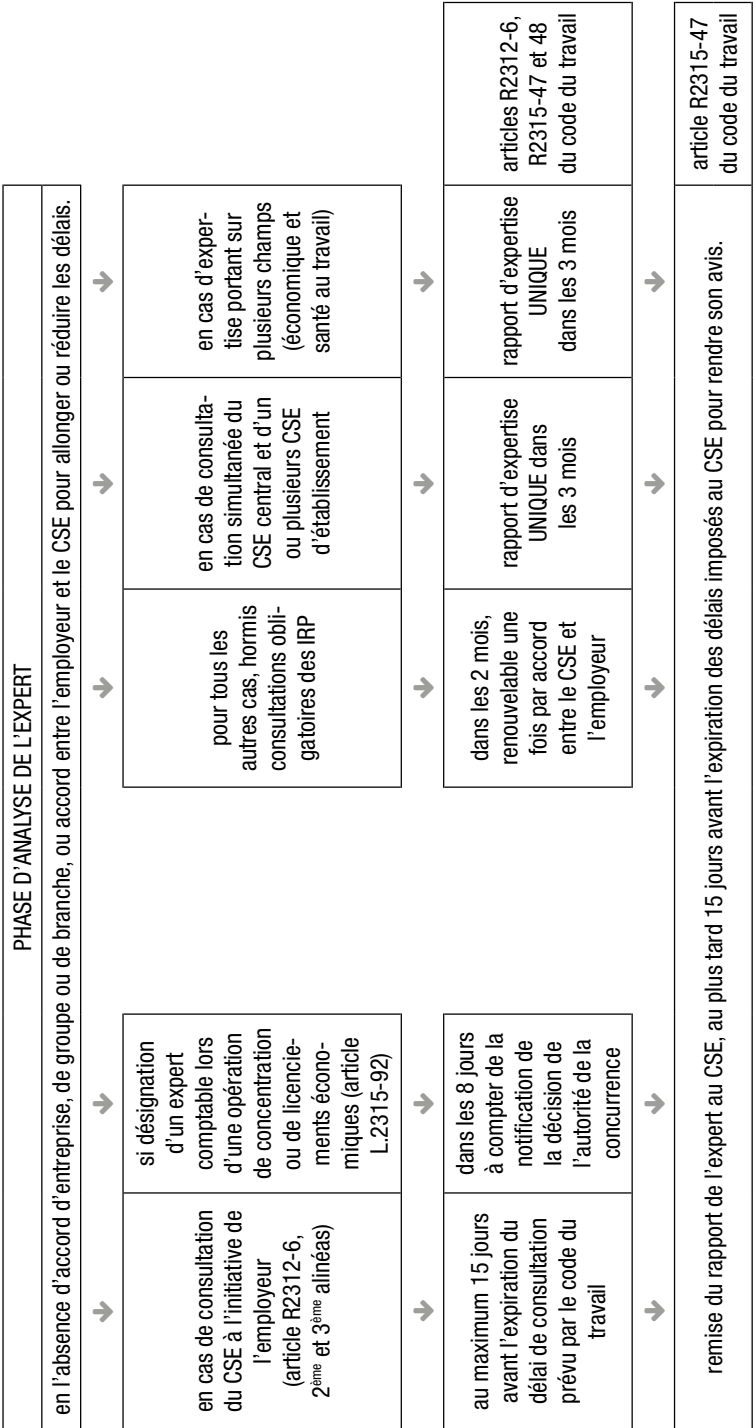 PHASE D'ANALYSE DE L'EXPERT
en l'absence d'accord d'entreprise, de groupe ou de branche, ou accord entre l'employeur et le CSE pour alonger ou réduire les délais.
en cas de consultation
du CSE à l'initiative de
l'employeur
(article R2312-6,
2ème et 3ème alinéas)
si désignation
d'un expert
comptable lors
d'une opération
de concentration
ou de licencie-
ments écono-
miques (article
L.2315-92)
pour tous les
autres cas, hormis
consultations obli-
gatoires des IRP
en cas de consulta-
tion simultanée du
CSE central et d'un
ou plusieurs CSE
d'établissement
en cas d'exper-
tise portant sur
plusieurs champs
(économique et
santé au travail)
au maximum 15 jours
avant l'expiration du
délai de consultation
prévu par le code du
travail
dans les 8 jours
à compter de la
notification de
la décision de
l'autorité de la
concurrence
dans les 2 mois,
renouvelable une
fois par accord
entre le CSE et
l'employeur
rapport d'expertise
UNIQUE dans
les 3 mois
rapport d'expertise
UNIQUE
dans les 3 mois
articles R2312-6,
R2315-47 et 48
du code du travail
remise du rapport de l'expert au CSE, au plus tard 15 jours avant l'expiration des délais imposés au CSE pour rendre son avis.
article R2315-47
du code du travail